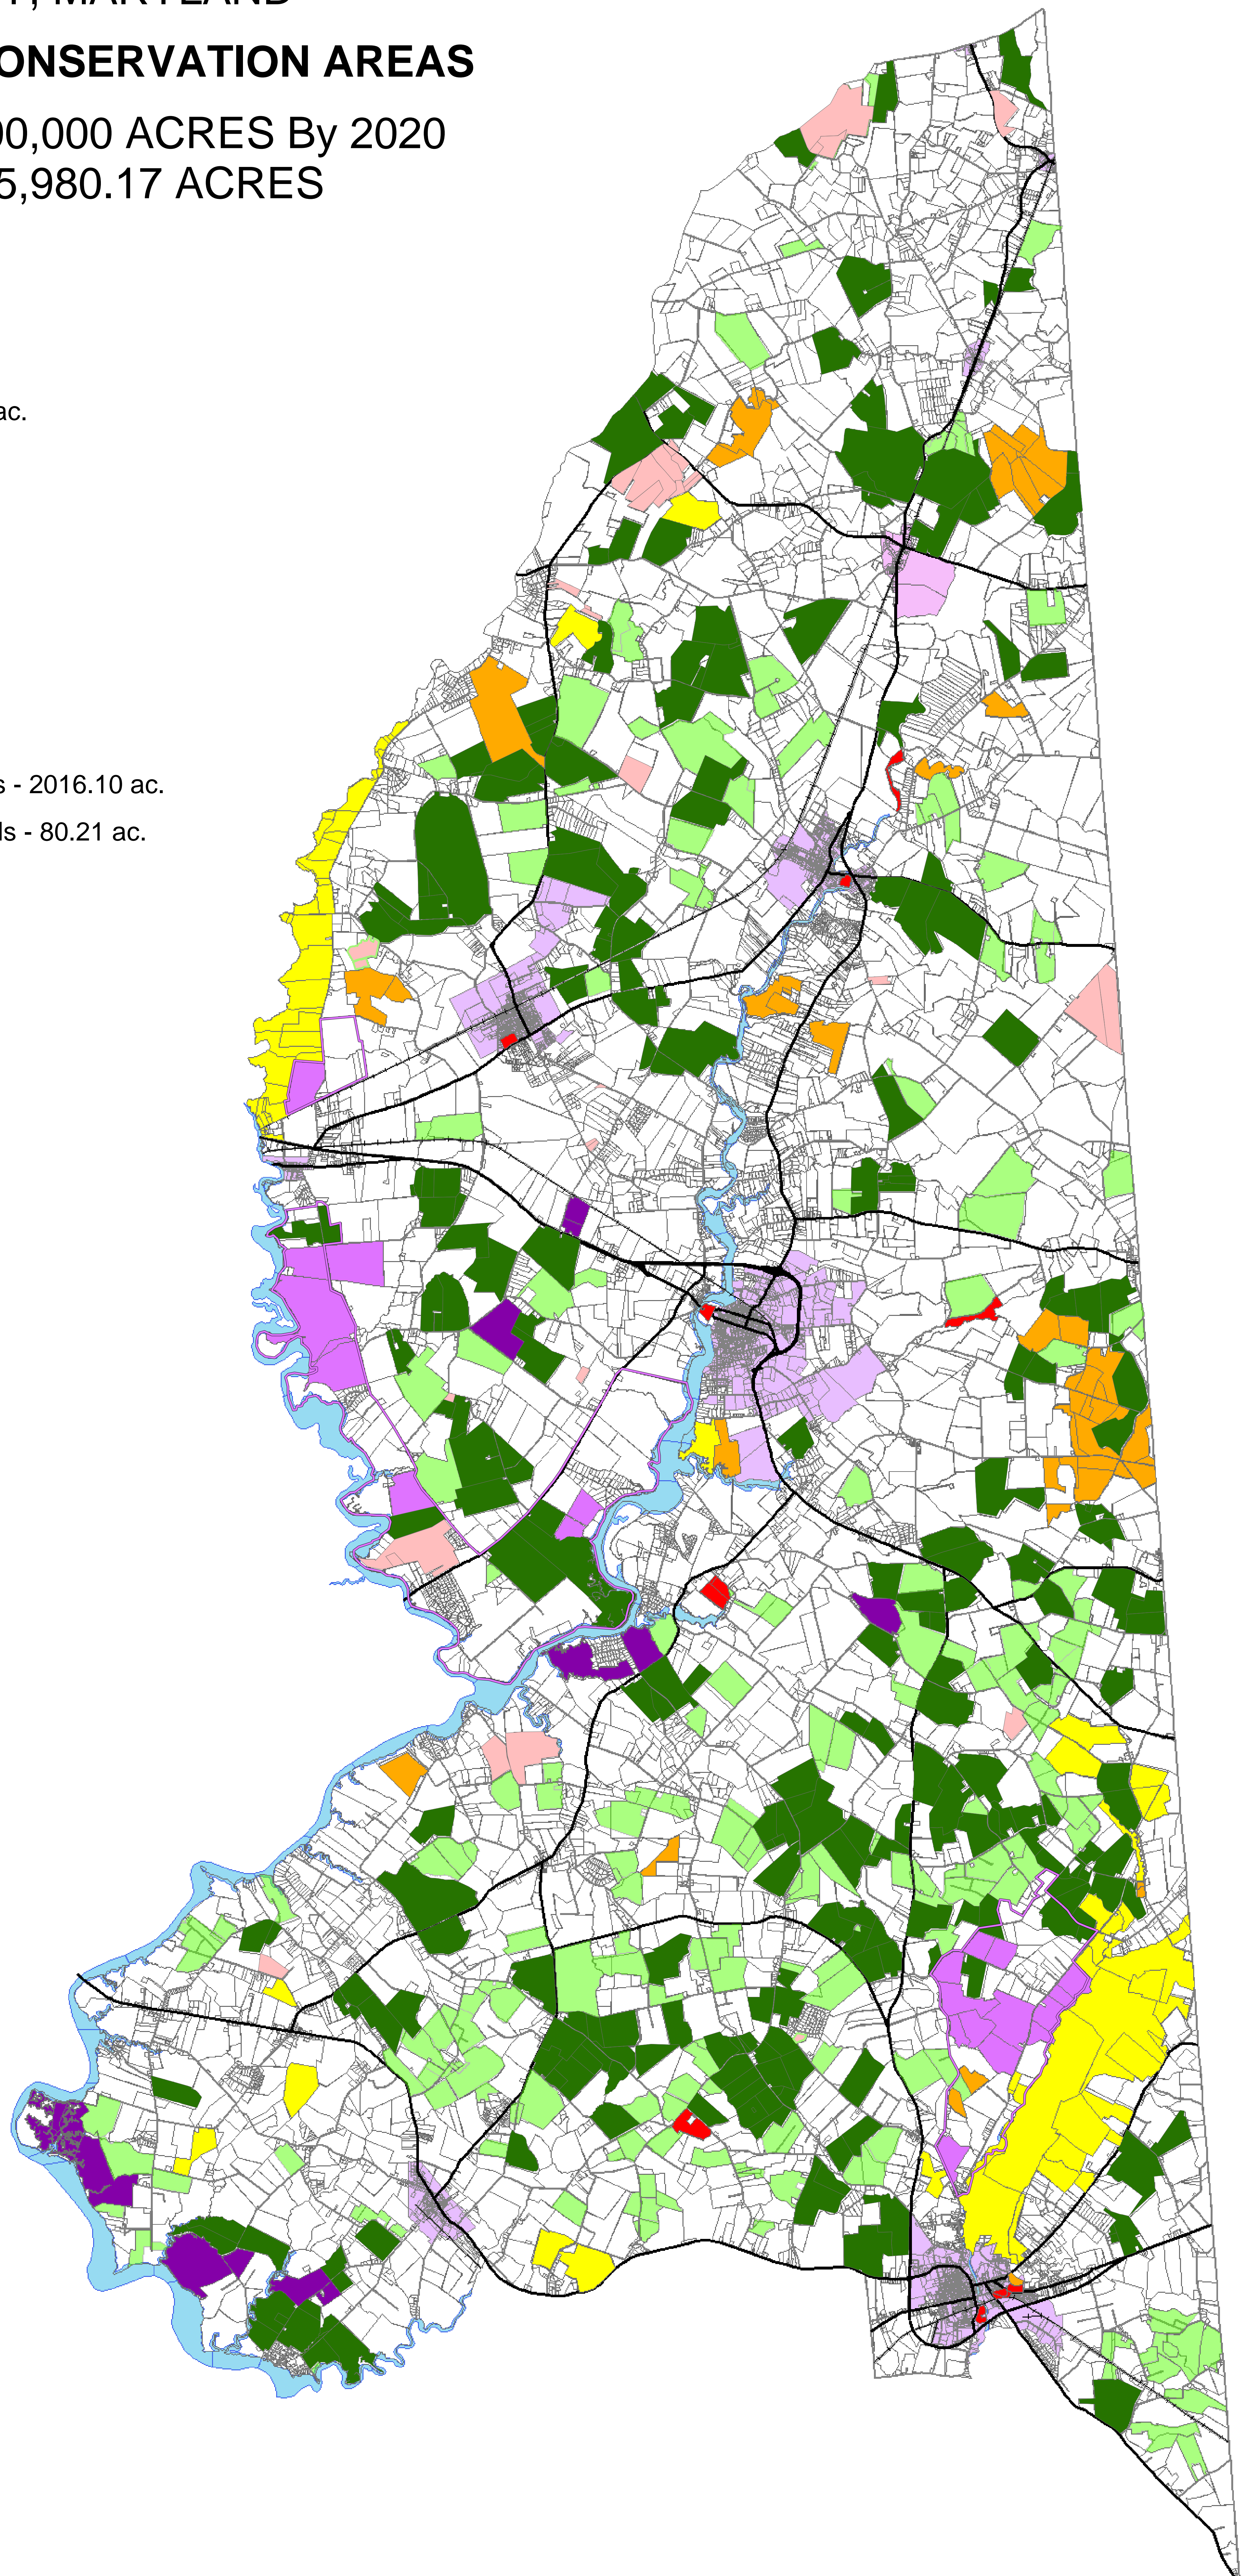 , MARYLAND
ONSERVATION AREAS
00,000 ACRES By 2020
5,980.17 ACRES
ac.
s - 2016.10 ac.
ls - 80.21 ac.